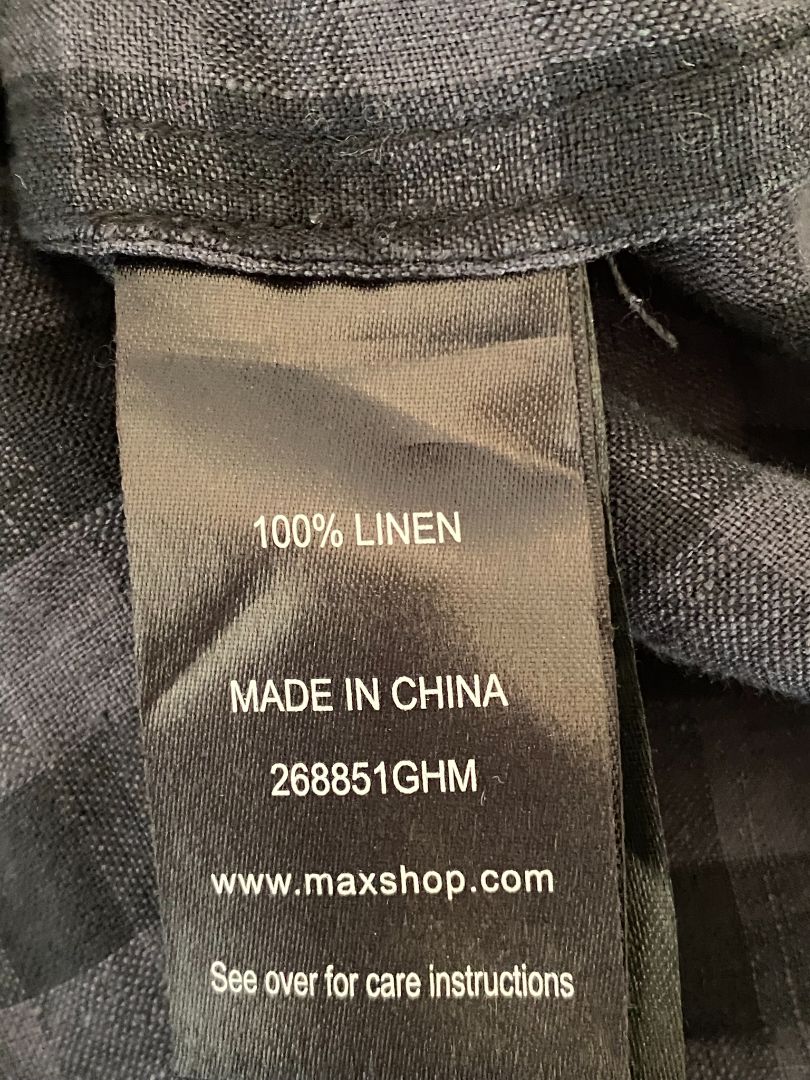 100% LINEN
MADE IN CHINA
268851GHM
www.maxshop.com
See over for care instructions